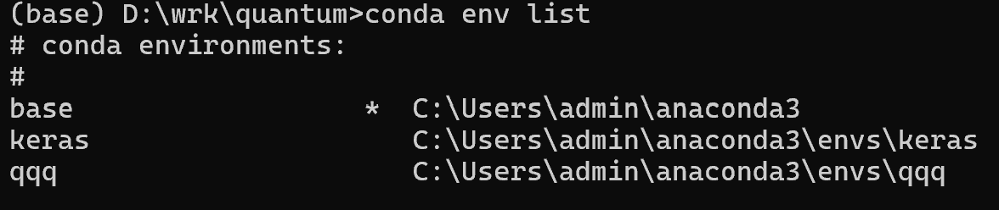 (base) D:\wrk\quantum>conda env list
# conda environments:
#
base                  *  C:\Users\admin\anaconda3
keras                    C:\Users\admin\anaconda3\envs\keras
qqq                      C:\Users\admin\anaconda3\envs\qqq